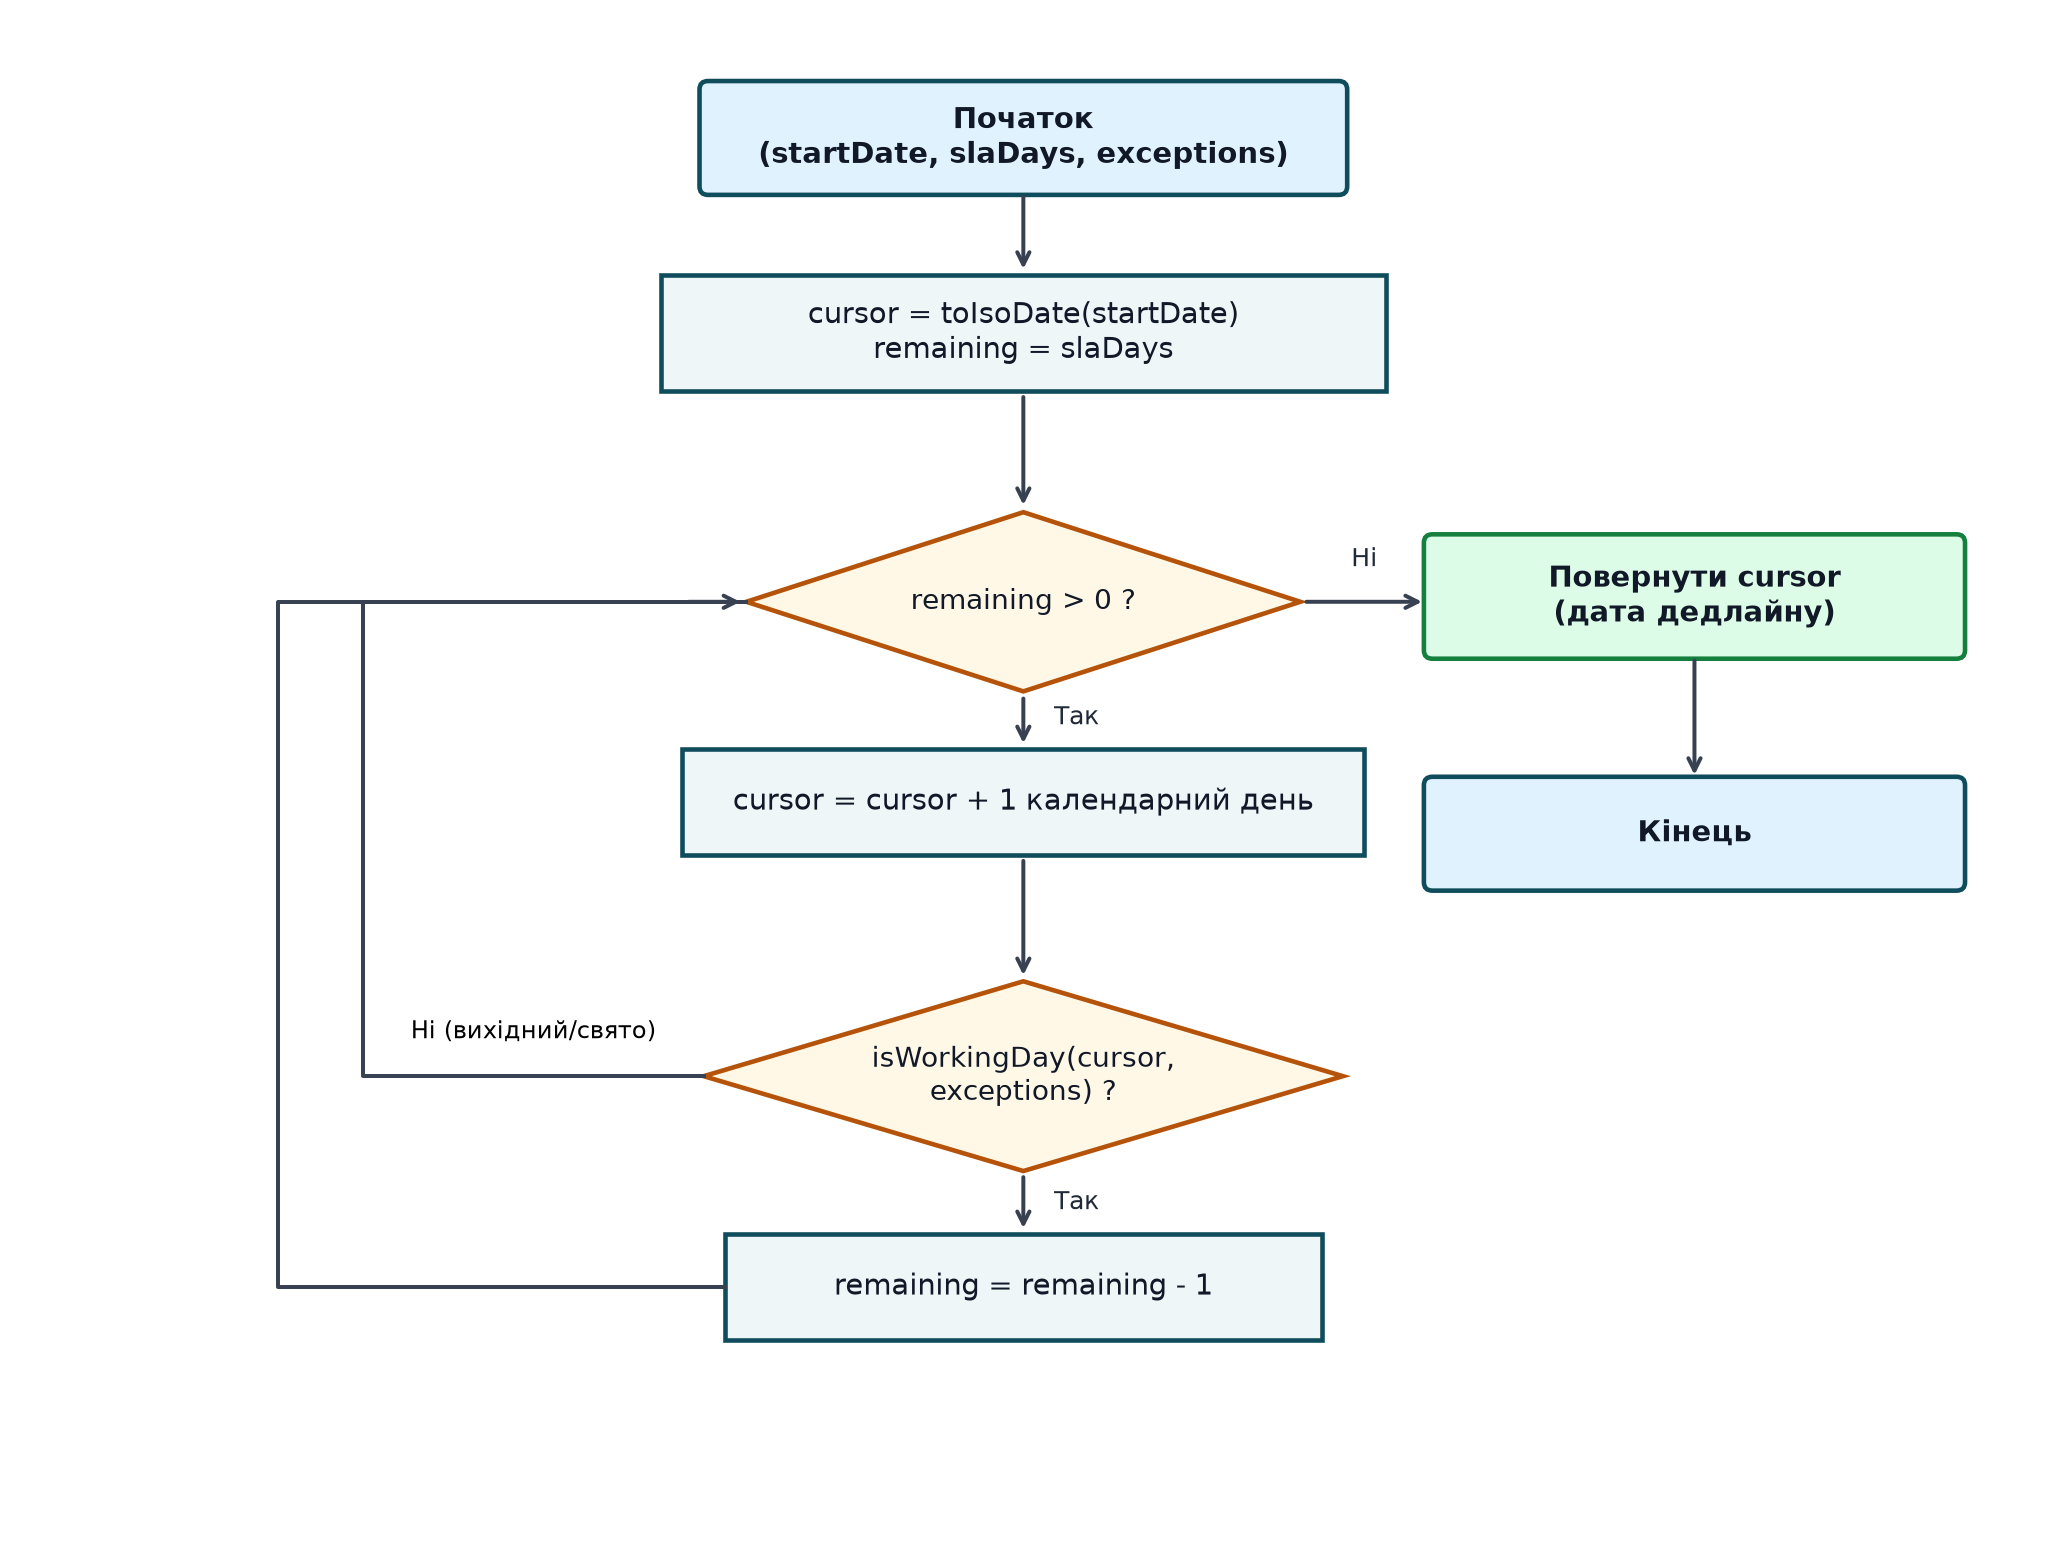 Початок
(startDate, slaDays, exceptions)
cursor = toIsoDate(startDate)
remaining = slaDays
remaining > 0 ?
Ні
Повернути cursor
(дата дедлайну)
Так
cursor = cursor + 1 календарний день
Кінець
Ні (вихідний/свято)
isWorkingDay(cursor,
exceptions) ?
Так
remaining = remaining - 1